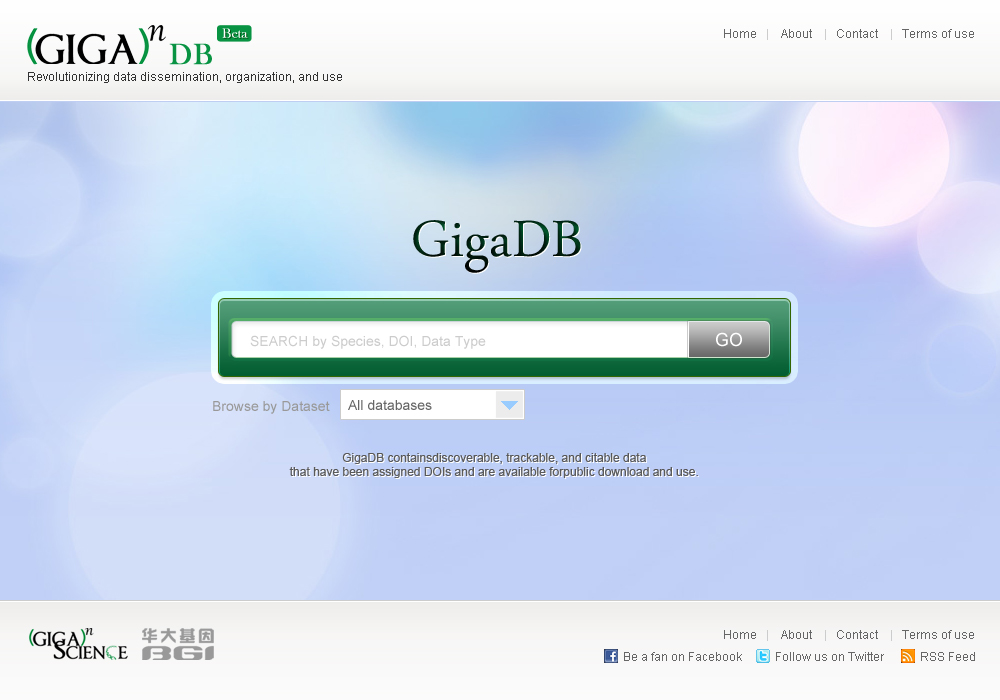 (GIGA)n DB Beta
Revolutionizing data dissemination, organization, and use
Home | About | Contact | Terms of use
GigaDB
SEARCH by Species, DOI, Data Type GO
Browse by Dataset All databases
GigaDB containsdiscoverable, trackable, and citable data
that have been assigned DOIs and are available forpublic download and use.
(GIGA)n
SCIENCE
华大基因
BGI
Home | About | Contact | Terms of use
Be a fan on Facebook Follow us on Twitter RSS Feed